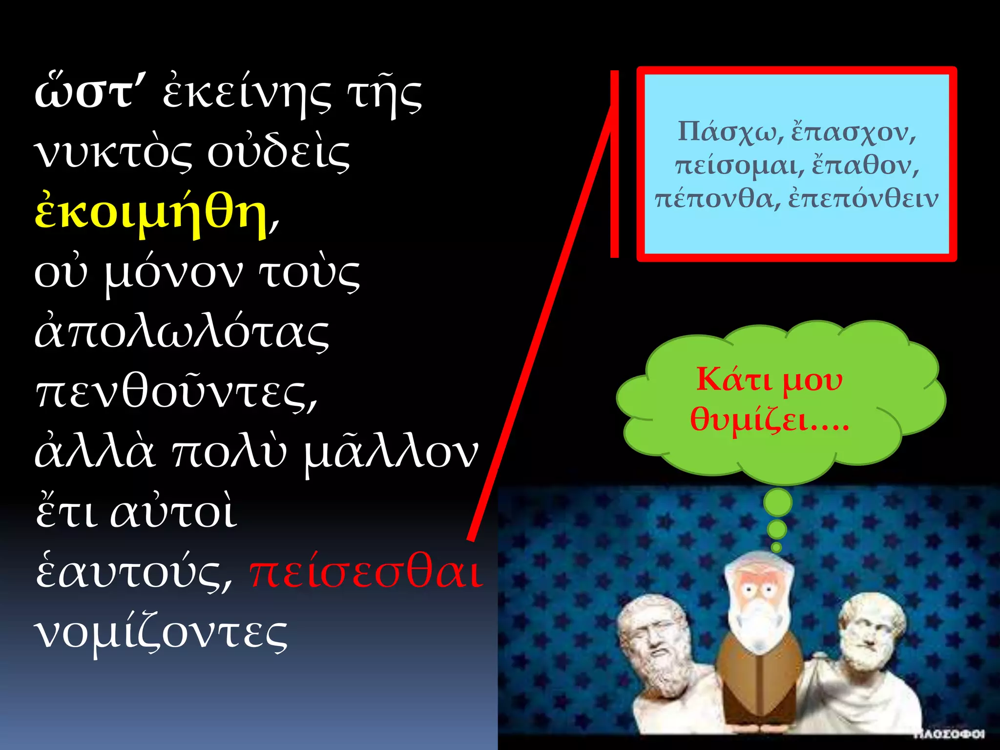 ὥστ’ ἐκείνης τῆς
νυκτὸς οὐδεὶς
ἐκοιμήθη,
οὐ μόνον τοὺς
ἀπολωλότας
πενθοῦντες,
ἀλλὰ πολὺ μᾶλλον
ἔτι αὐτοὶ
ἑαυτούς, πείσεσθαι
νομίζοντες
Πάσχω, ἔπασχον,
πείσομαι, ἔπαθον,
πέπονθα, ἐπεπόνθειν
Κάτι μου
θυμίζει....